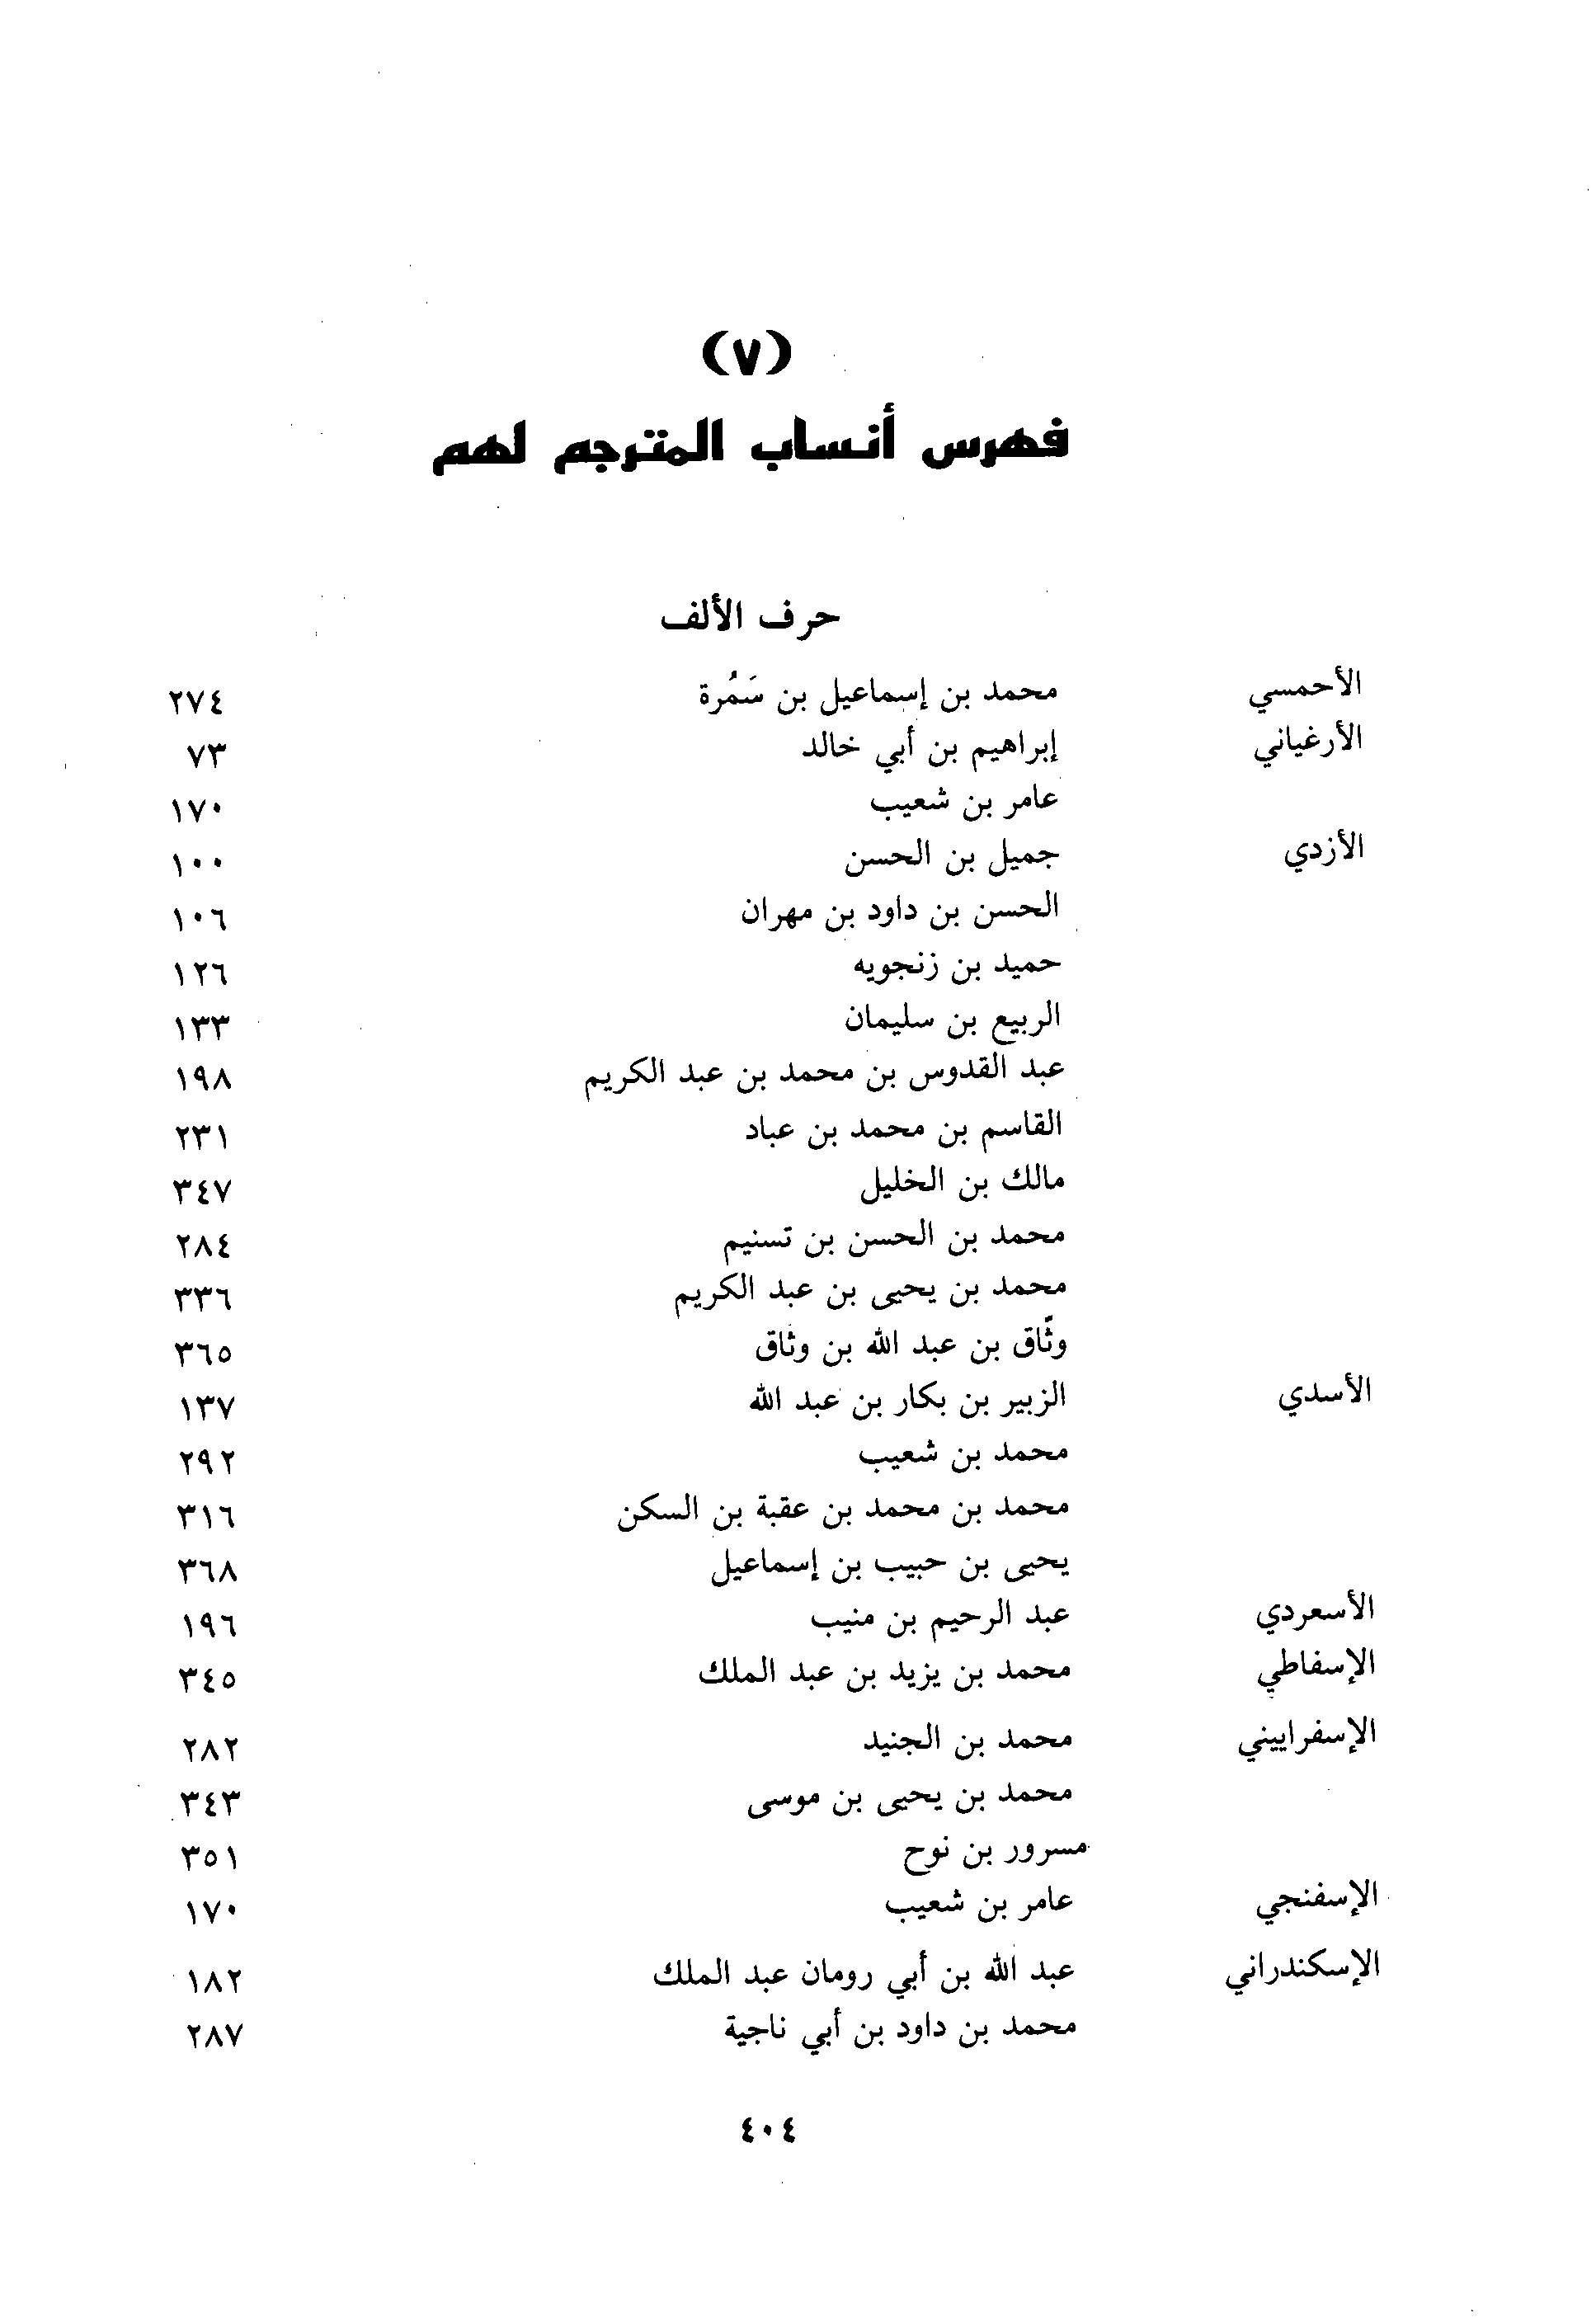 (٧)
فهرس أنساب المترجم لهم
حرف الألف
الأحمسي محمد بن إسماعيل بن سَمُرة ٢٧٤
الأرغياني إبراهيم بن أبي خالد ٧٣
عامر بن شعيب ١٧٠
الأزدي جميل بن الحسن ١٠٠
الحسن بن داود بن مهران ١٠٦
حميد بن زنجويه ١٢٦
الربيع بن سليمان ١٣٣
عبد القدوس بن محمد بن عبد الكريم ١٩٨
القاسم بن محمد بن عباد ٢٣١
مالك بن الخليل ٣٤٧
محمد بن الحسن بن تسنيم ٢٨٤
محمد بن يحيى بن عبد الكريم ٣٣٦
وثّاق بن عبد الله بن وثاق ٣٦٥
الأسدي الزبير بن بكار بن عبد الله ١٣٧
محمد بن شعيب ٢٩٢
محمد بن محمد بن عقبة بن السكن ٣١٦
يحيى بن حبيب بن إسماعيل ٣٦٨
الأسعردي عبد الرحيم بن منيب ١٩٦
الإسفاطي محمد بن يزيد بن عبد الملك ٣٤٥
الإسفراييني محمد بن الجنيد ٢٨٢
محمد بن يحيى بن موسى ٣٤٣
مسرور بن نوح ٣٥١
الإسفنجي عامر بن شعيب ١٧٠
الإسكندراني عبد الله بن أبي رومان عبد الملك ١٨٢
محمد بن داود بن أبي ناجية ٢٨٧
٤٠٤